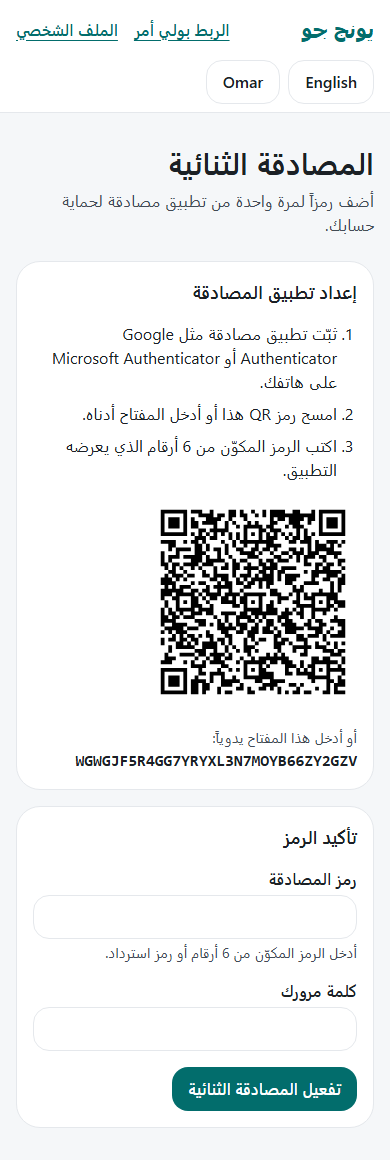 يونج جو
الربط بولي أمر
الملف الشخصي
English
Omar
المصادقة الثنائية
أضف رمزاً لمرة واحدة من تطبيق مصادقة لحماية
حسابك.
إعداد تطبيق المصادقة
1. ثبّت تطبيق مصادقة مثل Google
Authenticator أو Microsoft Authenticator
على هاتفك.
2. امسح رمز QR هذا أو أدخل المفتاح أدناه.
3. اكتب الرمز المكوّن من 6 أرقام الذي يعرضه
التطبيق.
أو أدخل هذا المفتاح يدوياً:
WGWGJF5R4GG7YRYXL3N7MOYB66ZY2GZV
تأكيد الرمز
رمز المصادقة
أدخل الرمز المكوّن من 6 أرقام أو رمز استرداد.
كلمة مرورك
تفعيل المصادقة الثنائية